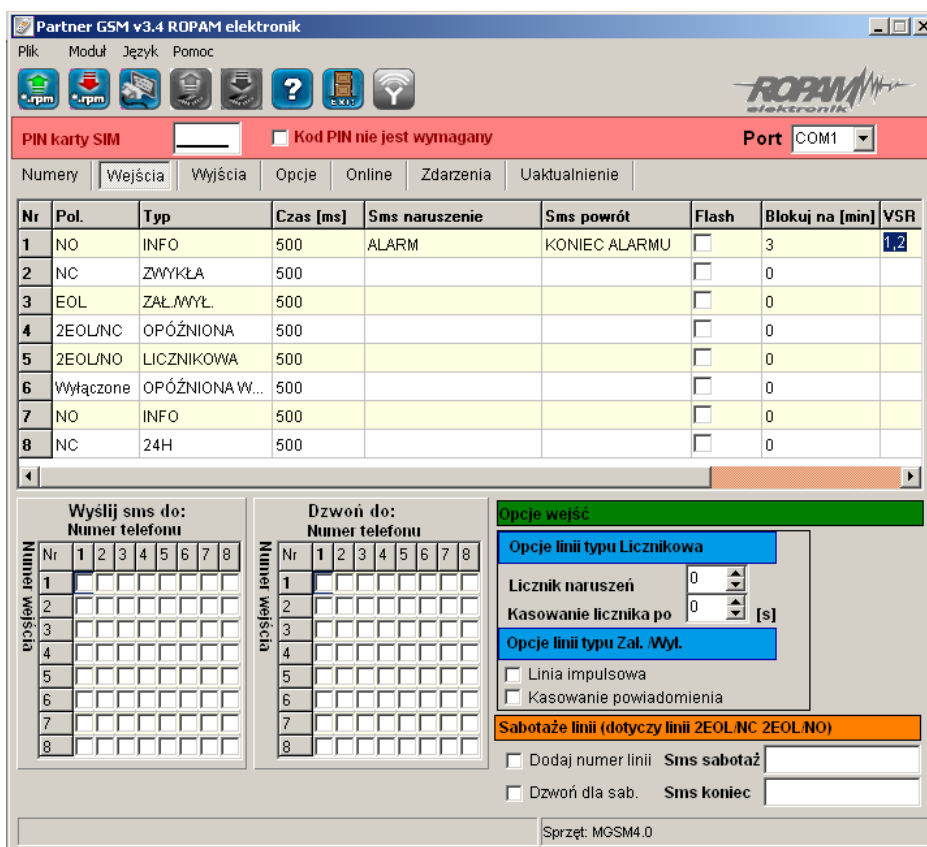 Partner GSM v3.4 ROPAM elektronik
Plik Moduł Język Pomoc
*.rpm *.rpm ? EXIT ROPAM elektronik
PIN karty SIM Kod PIN nie jest wymagany Port COM1
Numery Wejścia Wyjścia Opcje Online Zdarzenia Uaktualnienie
Nr Pol. Typ Czas [ms] Sms naruszenie Sms powrót Flash Blokuj na [min] VSR
1 NO INFO 500 ALARM KONIEC ALARMU 3 1,2
2 NC ZWYKŁA 500 0
3 EOL ZAŁ./WYŁ. 500 0
4 2EOL/NC OPÓŹNIONA 500 0
5 2EOL/NO LICZNIKOWA 500 0
6 Wyłączone OPÓŹNIONA W... 500 0
7 NO INFO 500 0
8 NC 24H 500 0
Wyślij sms do:
Numer telefonu
Numer wejścia
Nr 1 2 3 4 5 6 7 8
1
2
3
4
5
6
7
8
Dzwoń do:
Numer telefonu
Numer wejścia
Nr 1 2 3 4 5 6 7 8
1
2
3
4
5
6
7
8
Opcje wejść
Opcje linii typu Licznikowa
Licznik naruszeń 0
Kasowanie licznika po 0 [s]
Opcje linii typu Zał. /Wył.
Linia impulsowa
Kasowanie powiadomienia
Sabotaże linii (dotyczy linii 2EOL/NC 2EOL/NO)
Dodaj numer linii Sms sabotaż
Dzwoń dla sab. Sms koniec
Sprzęt: MGSM4.0